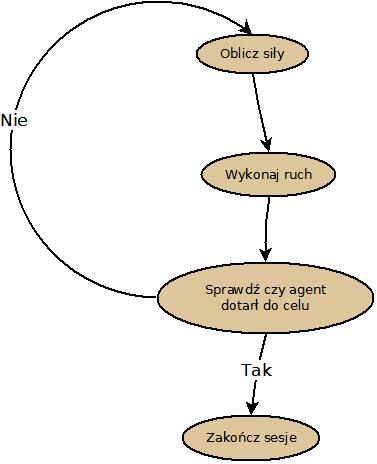 Oblicz siły
Nie
Wykonaj ruch
Sprawdź czy agent
dotarł do celu
Tak
Zakończ sesje